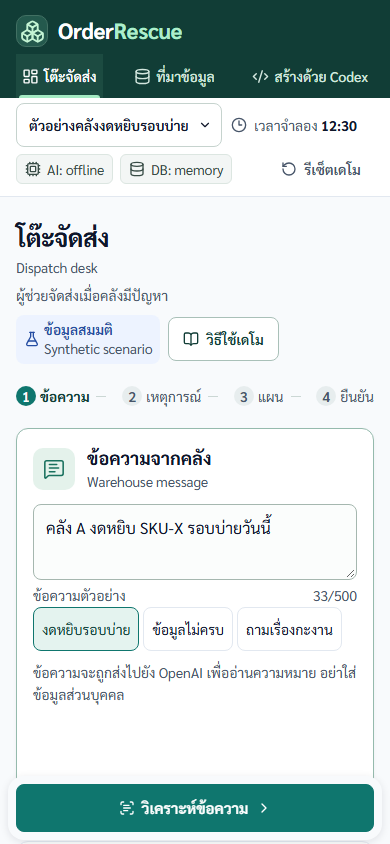 OrderRescue
โต๊ะจัดส่ง
ที่มาข้อมูล
สร้างด้วย Codex
ตัวอย่างคลังงดหยิบรอบบ่าย
เวลาจำลอง 12:30
AI: offline
DB: memory
รีเซ็ตเดโม
โต๊ะจัดส่ง
Dispatch desk
ผู้ช่วยจัดส่งเมื่อคลังมีปัญหา
ข้อมูลสมมติ
Synthetic scenario
วิธีใช้เดโม
1 ข้อความ
2 เหตุการณ์
3 แผน
4 ยืนยัน
ข้อความจากคลัง
Warehouse message
คลัง A งดหยิบ SKU-X รอบบ่ายวันนี้
ข้อความตัวอย่าง
33/500
งดหยิบรอบบ่าย
ข้อมูลไม่ครบ
ถามเรื่องกะงาน
ข้อความจะถูกส่งไปยัง OpenAI เพื่ออ่านความหมาย อย่าใส่
ข้อมูลส่วนบุคคล
วิเคราะห์ข้อความ